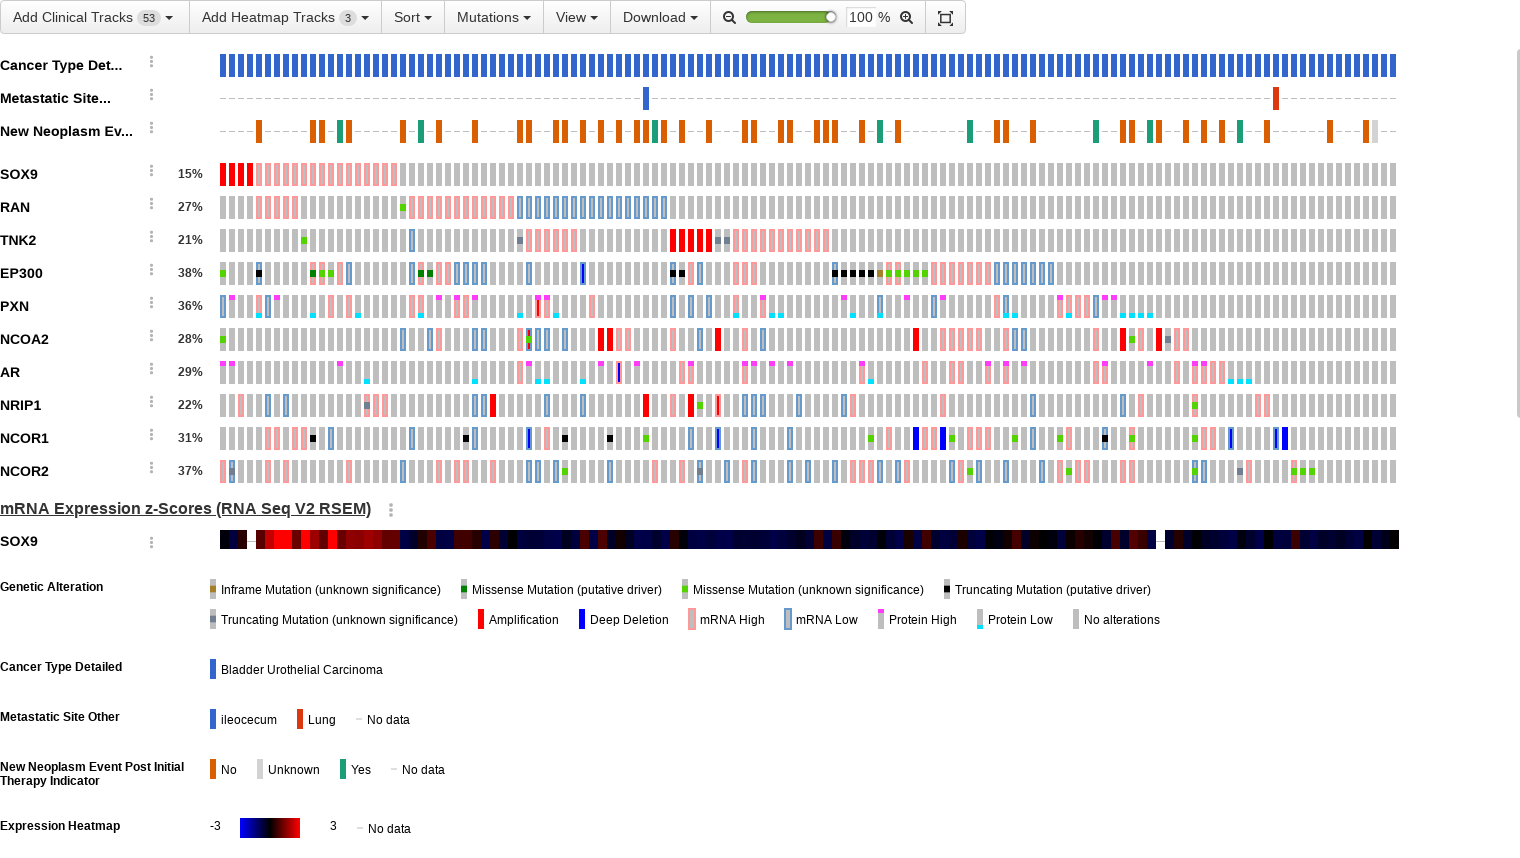 Add Clinical Tracks 53 Add Heatmap Tracks 3 Sort Mutations View Download 100 %
Cancer Type Det...
Metastatic Site...
New Neoplasm Ev...
SOX9 15%
RAN 27%
TNK2 21%
EP300 38%
PXN 36%
NCOA2 28%
AR 29%
NRIP1 22%
NCOR1 31%
NCOR2 37%
mRNA Expression z-Scores (RNA Seq V2 RSEM)
SOX9
Genetic Alteration Inframe Mutation (unknown significance) Missense Mutation (putative driver) Missense Mutation (unknown significance) Truncating Mutation (putative driver)
Truncating Mutation (unknown significance) Amplification Deep Deletion mRNA High mRNA Low Protein High Protein Low No alterations
Cancer Type Detailed Bladder Urothelial Carcinoma
Metastatic Site Other ileocecum Lung No data
New Neoplasm Event Post Initial
Therapy Indicator No Unknown Yes No data
Expression Heatmap -3 3 No data